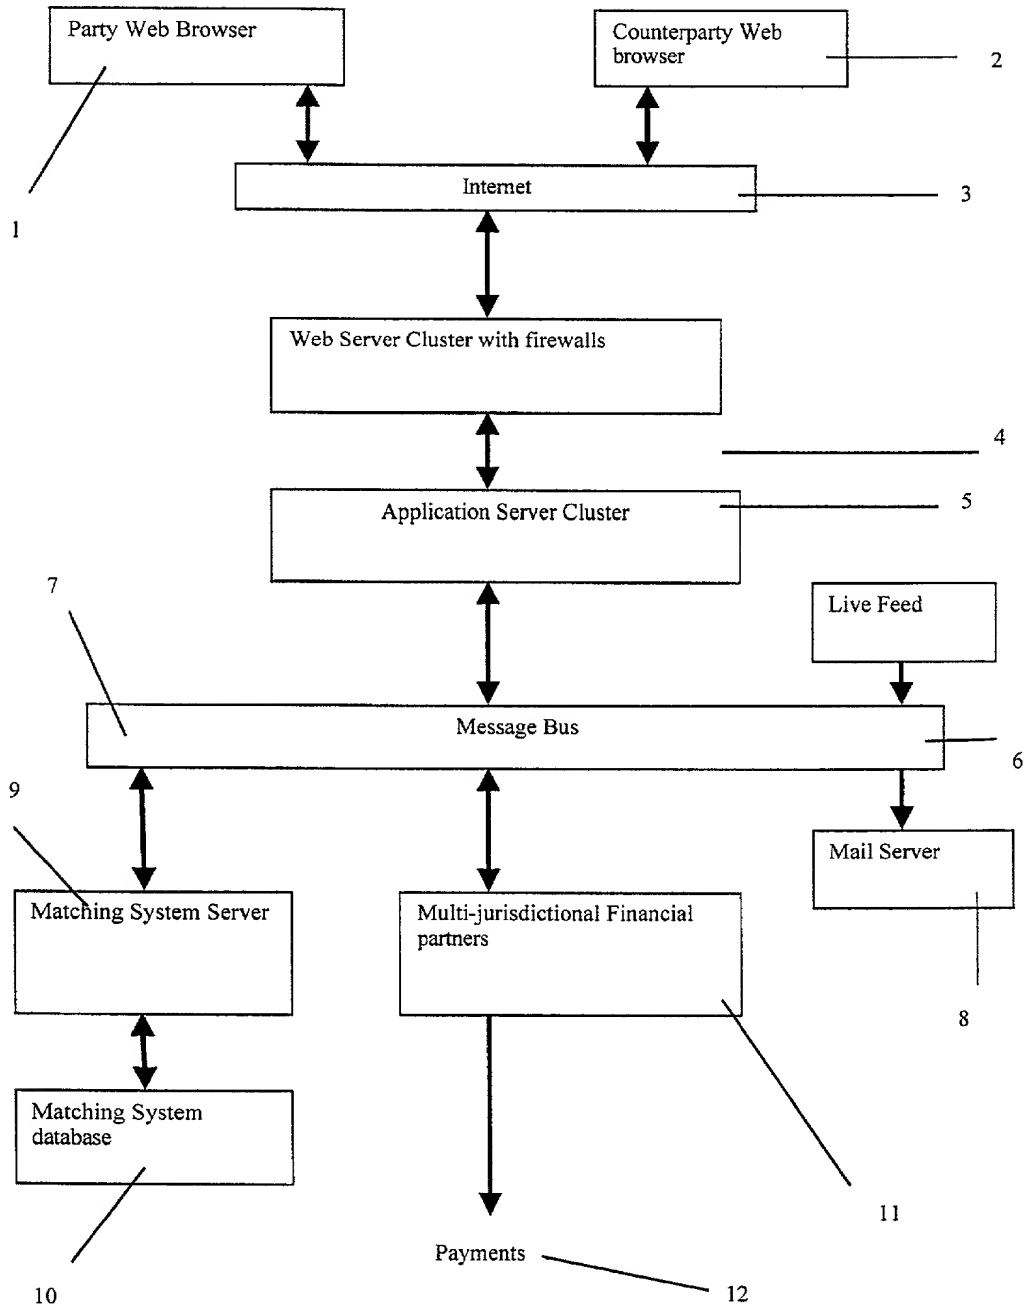 Party Web Browser
Counterparty Web
browser
2
1
Internet
3
Web Server Cluster with firewalls
4
Application Server Cluster
5
7
Live Feed
Message Bus
6
9
Mail Server
Matching System Server
Multi-jurisdictional Financial
partners
8
Matching System
database
11
Payments
12
10